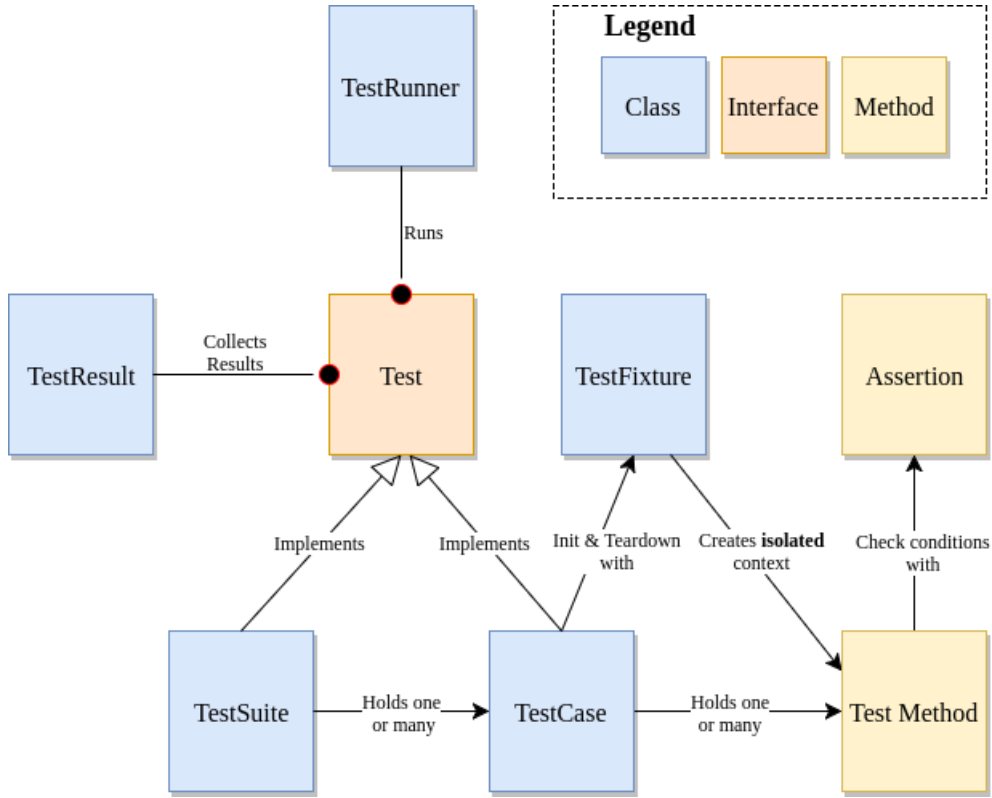 Legend
Class
Interface
Method
TestRunner
Runs
Collects
Results
TestResult
Test
TestFixture
Assertion
Implements
Implements
Init & Teardown
with
Creates isolated
context
Check conditions
with
TestSuite
Holds one
or many
TestCase
Holds one
or many
Test Method